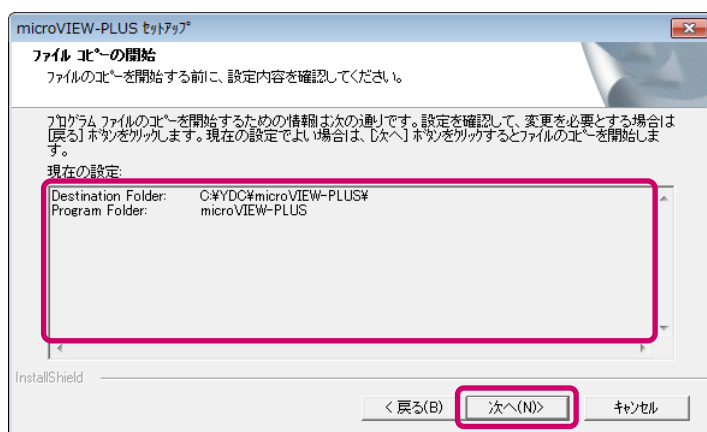 microVIEW-PLUS ｾｯﾄｱｯﾌﾟ
ﾌｧｲﾙ ｺﾋﾟｰの開始
ﾌｧｲﾙのｺﾋﾟｰを開始する前に、設定内容を確認してください。
ﾌﾟﾛｸﾞﾗﾑ ﾌｧｲﾙのｺﾋﾟｰを開始するための情報は次の通りです。設定を確認して、変更を必要とする場合は
[戻る] ﾎﾞﾀﾝをｸﾘｯｸします。現在の設定でよい場合は、[次へ] ﾎﾞﾀﾝをｸﾘｯｸするとﾌｧｲﾙのｺﾋﾟｰを開始しま
す。
現在の設定:
Destination Folder: C:¥YDC¥microVIEW-PLUS¥
Program Folder: microVIEW-PLUS
InstallShield
< 戻る(B) 次へ(N)> ｷｬﾝｾﾙ